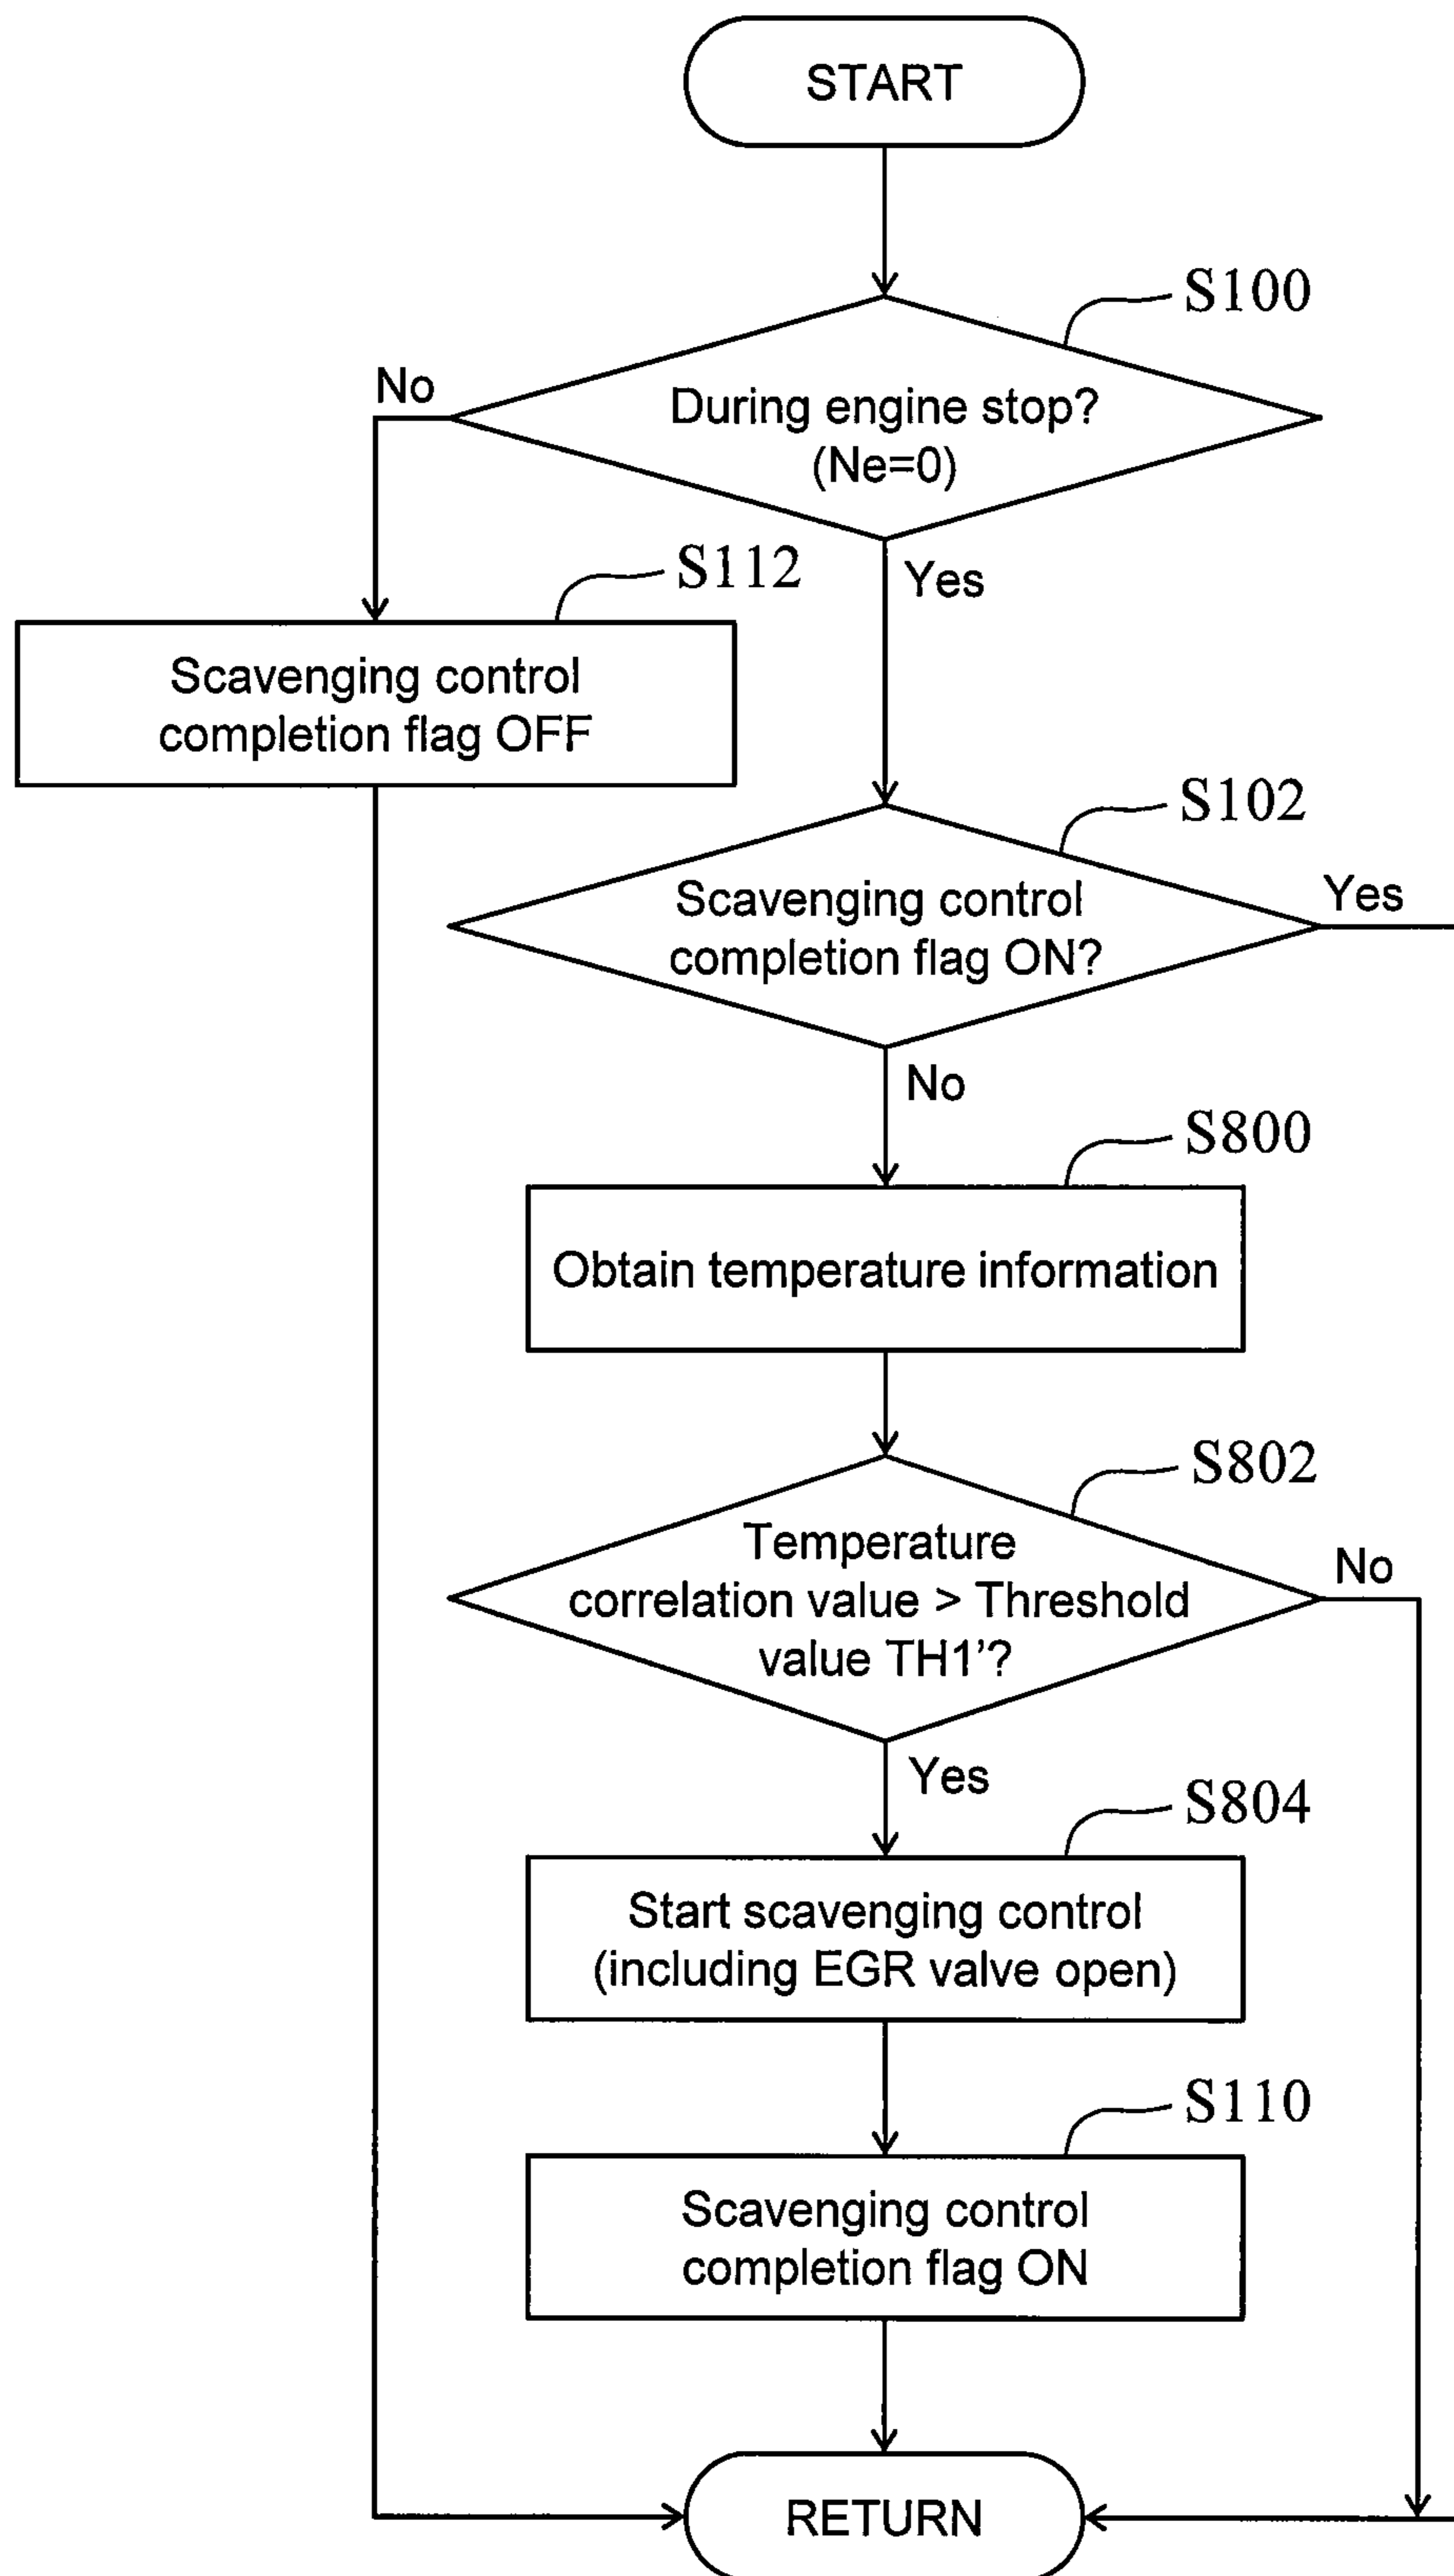 START
S100
No
During engine stop?
(Ne=0)
S112
Yes
Scavenging control
completion flag OFF
S102
Scavenging control
completion flag ON?
Yes
No
S800
Obtain temperature information
S802
Temperature
correlation value > Threshold
value TH1’?
No
Yes
S804
Start scavenging control
(including EGR valve open)
S110
Scavenging control
completion flag ON
RETURN